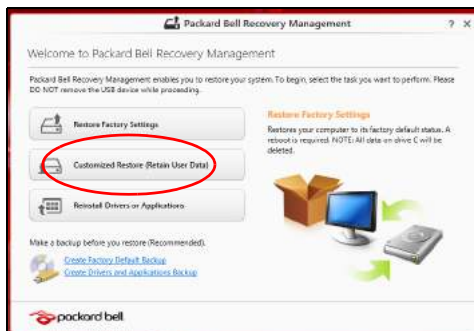 Packard Bell Recovery Management
? X
Welcome to Packard Bell Recovery Management
Packard Bell Recovery Management enables you to restore your system. To begin, select the task you want to perform. Please
DO NOT remove the USB device while proceeding.
Restore Factory Settings
Customized Restore (Retain User Data)
Reinstall Drivers or Applications
Restore Factory Settings
Restores your computer to its factory default status. A
reboot is required. NOTE: All data on drive C will be
deleted.
Make a backup before you restore (Recommended).
Create Factory Default Backup
Create Drivers and Applications Backup
packard bell